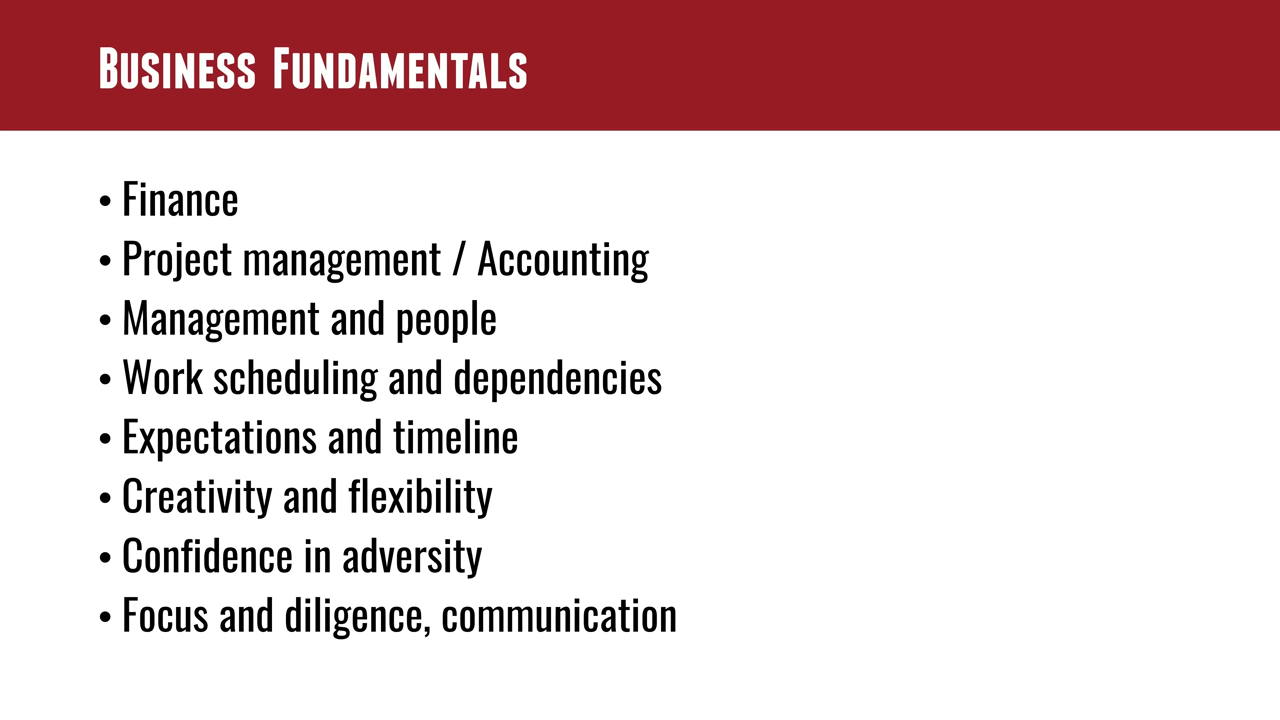 Business Fundamentals
• Finance
• Project management / Accounting
• Management and people
• Work scheduling and dependencies
• Expectations and timeline
• Creativity and flexibility
• Confidence in adversity
• Focus and diligence, communication